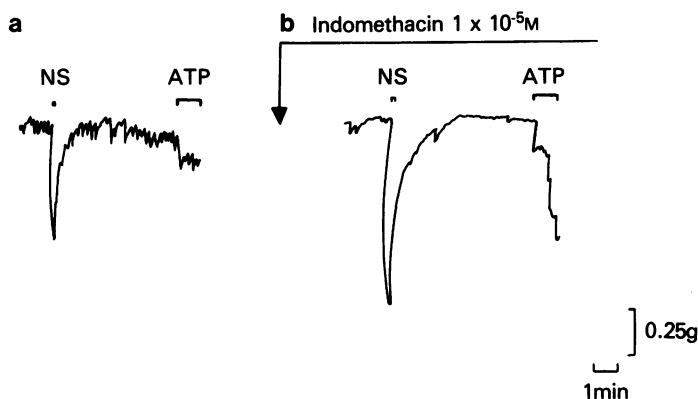 a
b Indomethacin 1 x 10⁻⁵M
NS
ATP
NS
ATP
0.25g
1min